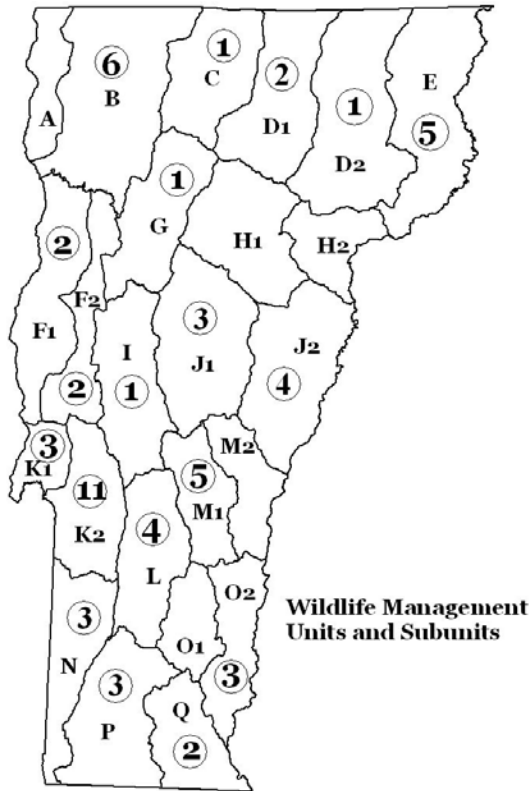 1
6
2
C
E
B
1
A
D1
5
D2
1
G
2
H1
H2
F2
3
F1
I
J1
J2
2
1
4
3
M2
K1
5
11
M1
4
K2
L
O2
3
Wildlife Management
Units and Subunits
O1
N
3
3
Q
P
2